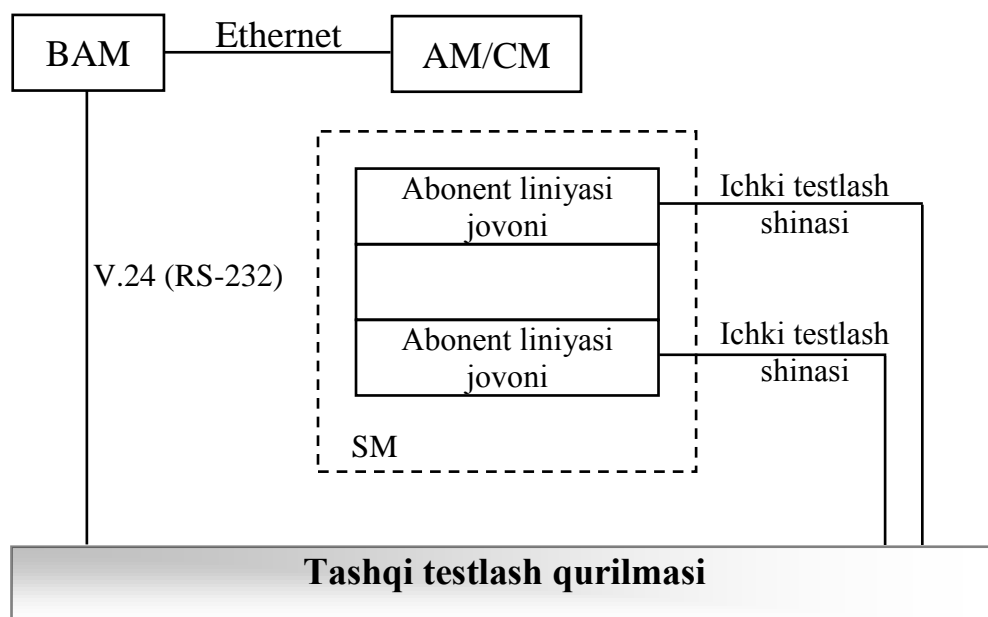 BAM
Ethernet
AM/CM
Abonent liniyasi
jovoni
Ichki testlash
shinasi
V.24 (RS-232)
Abonent liniyasi
jovoni
Ichki testlash
shinasi
SM
Tashqi testlash qurilmasi